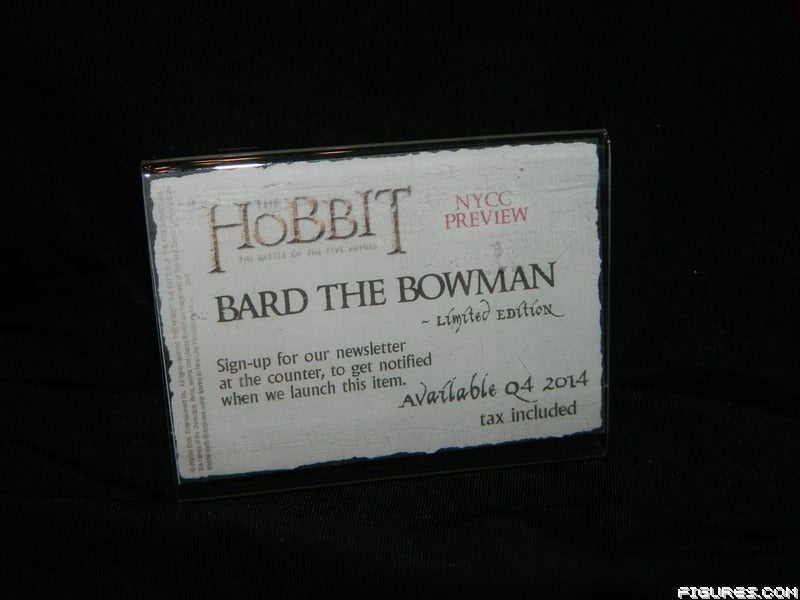 THE
HOBBIT
THE BATTLE OF THE FIVE ARMIES
NYCC
PREVIEW
BARD THE BOWMAN
~ Limited Edition
Sign-up for our newsletter
at the counter, to get notified
when we launch this item.
Available Q4 2014
tax included
FIGURES.COM